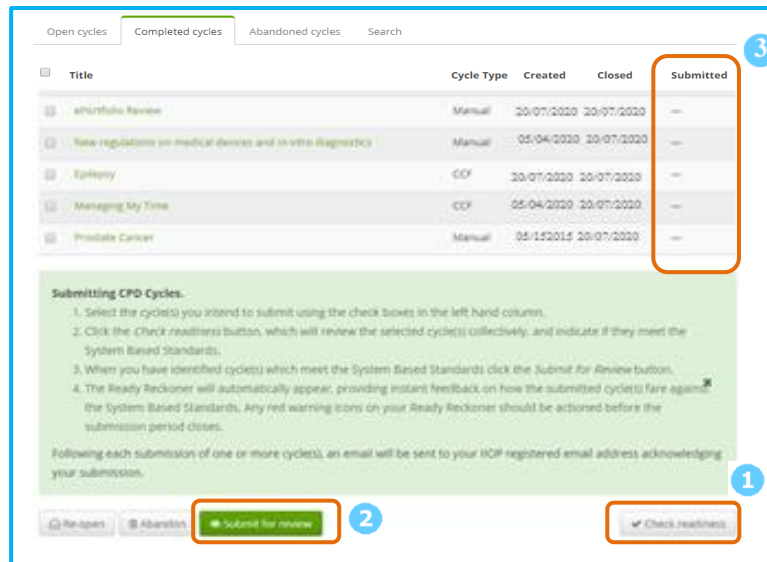 Open cycles Completed cycles Abandoned cycles Search
3
Title Cycle Type Created Closed Submitted
ePortfolio Review Manual 20/07/2020 20/07/2020 —
New regulations on medical devices and in-vitro diagnostics Manual 05/04/2020 20/07/2020 —
Epilepsy CCF 20/07/2020 20/07/2020 —
Managing My Time CCF 05/04/2020 20/07/2020 —
Prostate Cancer Manual 05/152015 20/07/2020 —
Submitting CPD Cycles.
1. Select the cycle(s) you intend to submit using the check boxes in the left hand column.
2. Click the Check readiness button, which will review the selected cycle(s) collectively, and indicate if they meet the
System Based Standards.
3. When you have identified cycle(s) which meet the System Based Standards click the Submit for Review button.
4. The Ready Reckoner will automatically appear, providing instant feedback on how the submitted cycle(s) fare against
the System Based Standards. Any red warning icons on your Ready Reckoner should be actioned before the
submission period closes.
Following each submission of one or more cycle(s), an email will be sent to your IIOP registered email address acknowledging
your submission.
1
Re-open Abandon Submit for review 2 Check readiness